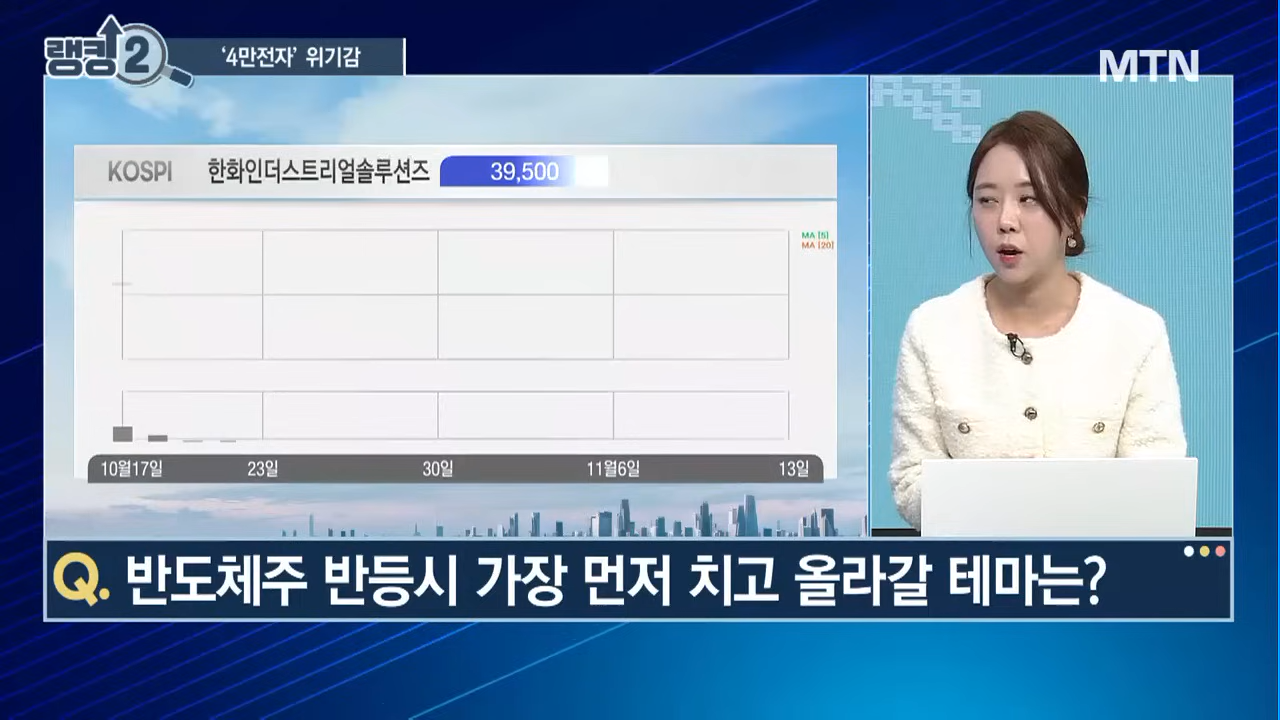 랭킹 2
'4만전자' 위기감
MTN
KOSPI 한화인더스트리얼솔루션즈 39,500
MA [5]
MA [20]
10월17일 23일 30일 11월6일 13일
Q. 반도체주 반등시 가장 먼저 치고 올라갈 테마는?